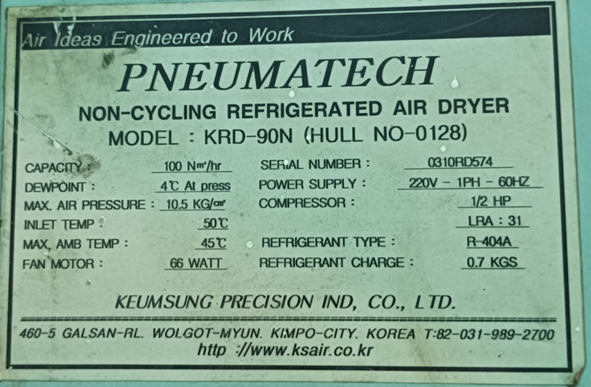 Air Ideas Engineered to Work
PNEUMATECH
NON-CYCLING REFRIGERATED AIR DRYER
MODEL : KRD-90N (HULL NO-0128)
CAPACITY : 100 N㎥/hr SERIAL NUMBER : 0310RD574
DEWPOINT : 4℃ At press POWER SUPPLY : 220V - 1PH - 60HZ
MAX. AIR PRESSURE : 10.5 KG/㎠ COMPRESSOR : 1/2 HP
INLET TEMP : 50℃ LRA : 31
MAX, AMB TEMP : 45℃ REFRIGERANT TYPE : R-404A
FAN MOTOR : 66 WATT REFRIGERANT CHARGE : 0.7 KGS
KEUMSUNG PRECISION IND, CO., LTD.
460-5 GALSAN-RL. WOLGOT-MYUN. KIMPO-CITY. KOREA T:82-031-989-2700
http ://www.ksair.co.kr